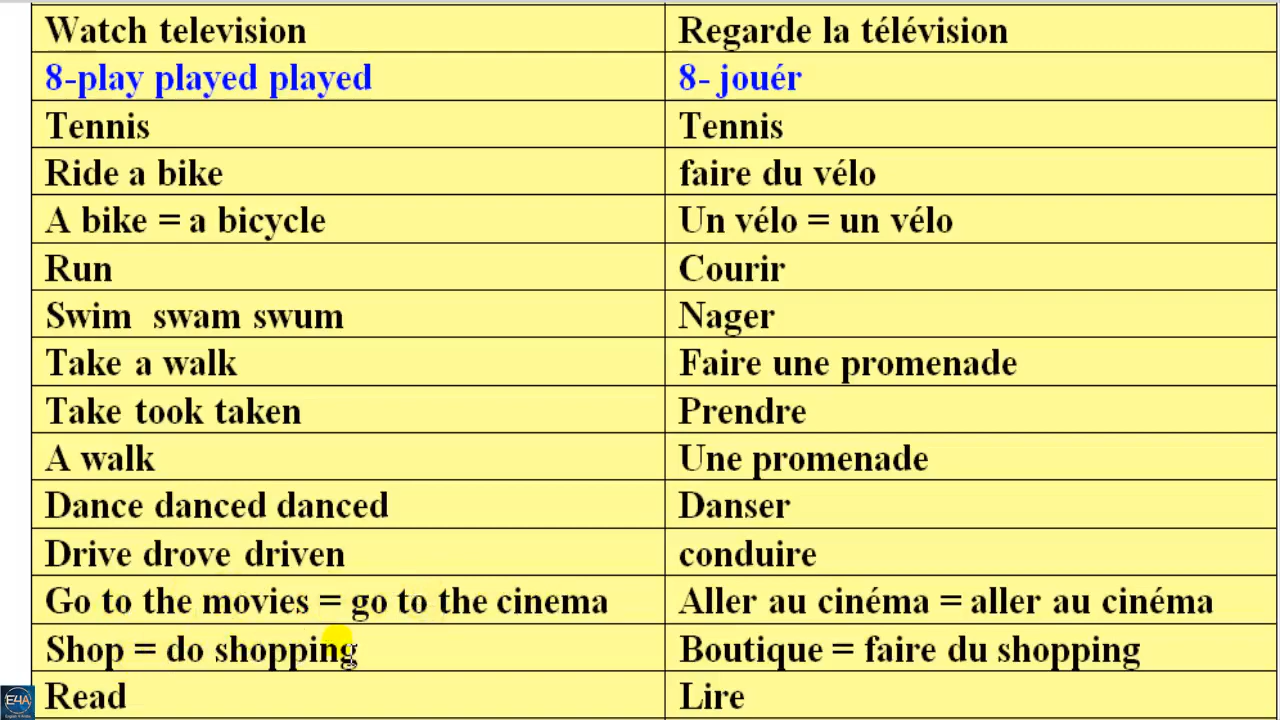 Watch television Regarde la télévision
8-play played played 8- jouér
Tennis Tennis
Ride a bike faire du vélo
A bike = a bicycle Un vélo = un vélo
Run Courir
Swim swam swum Nager
Take a walk Faire une promenade
Take took taken Prendre
A walk Une promenade
Dance danced danced Danser
Drive drove driven conduire
Go to the movies = go to the cinema Aller au cinéma = aller au cinéma
Shop = do shopping Boutique = faire du shopping
Read Lire
E4A